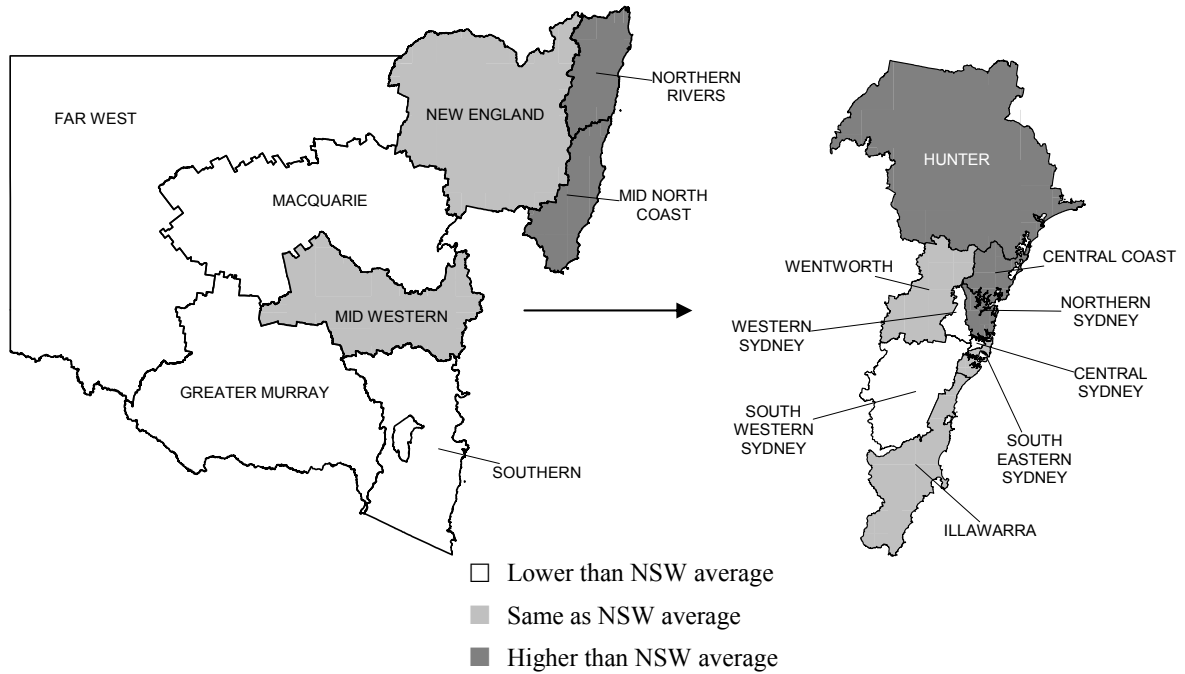 FAR WEST
NEW ENGLAND
NORTHERN
RIVERS
MACQUARIE
MID NORTH
COAST
MID WESTERN
GREATER MURRAY
SOUTHERN
HUNTER
WENTWORTH
CENTRAL COAST
WESTERN
SYDNEY
NORTHERN
SYDNEY
CENTRAL
SYDNEY
SOUTH
WESTERN
SYDNEY
SOUTH
EASTERN
SYDNEY
ILLAWARRA
Lower than NSW average
Same as NSW average
Higher than NSW average